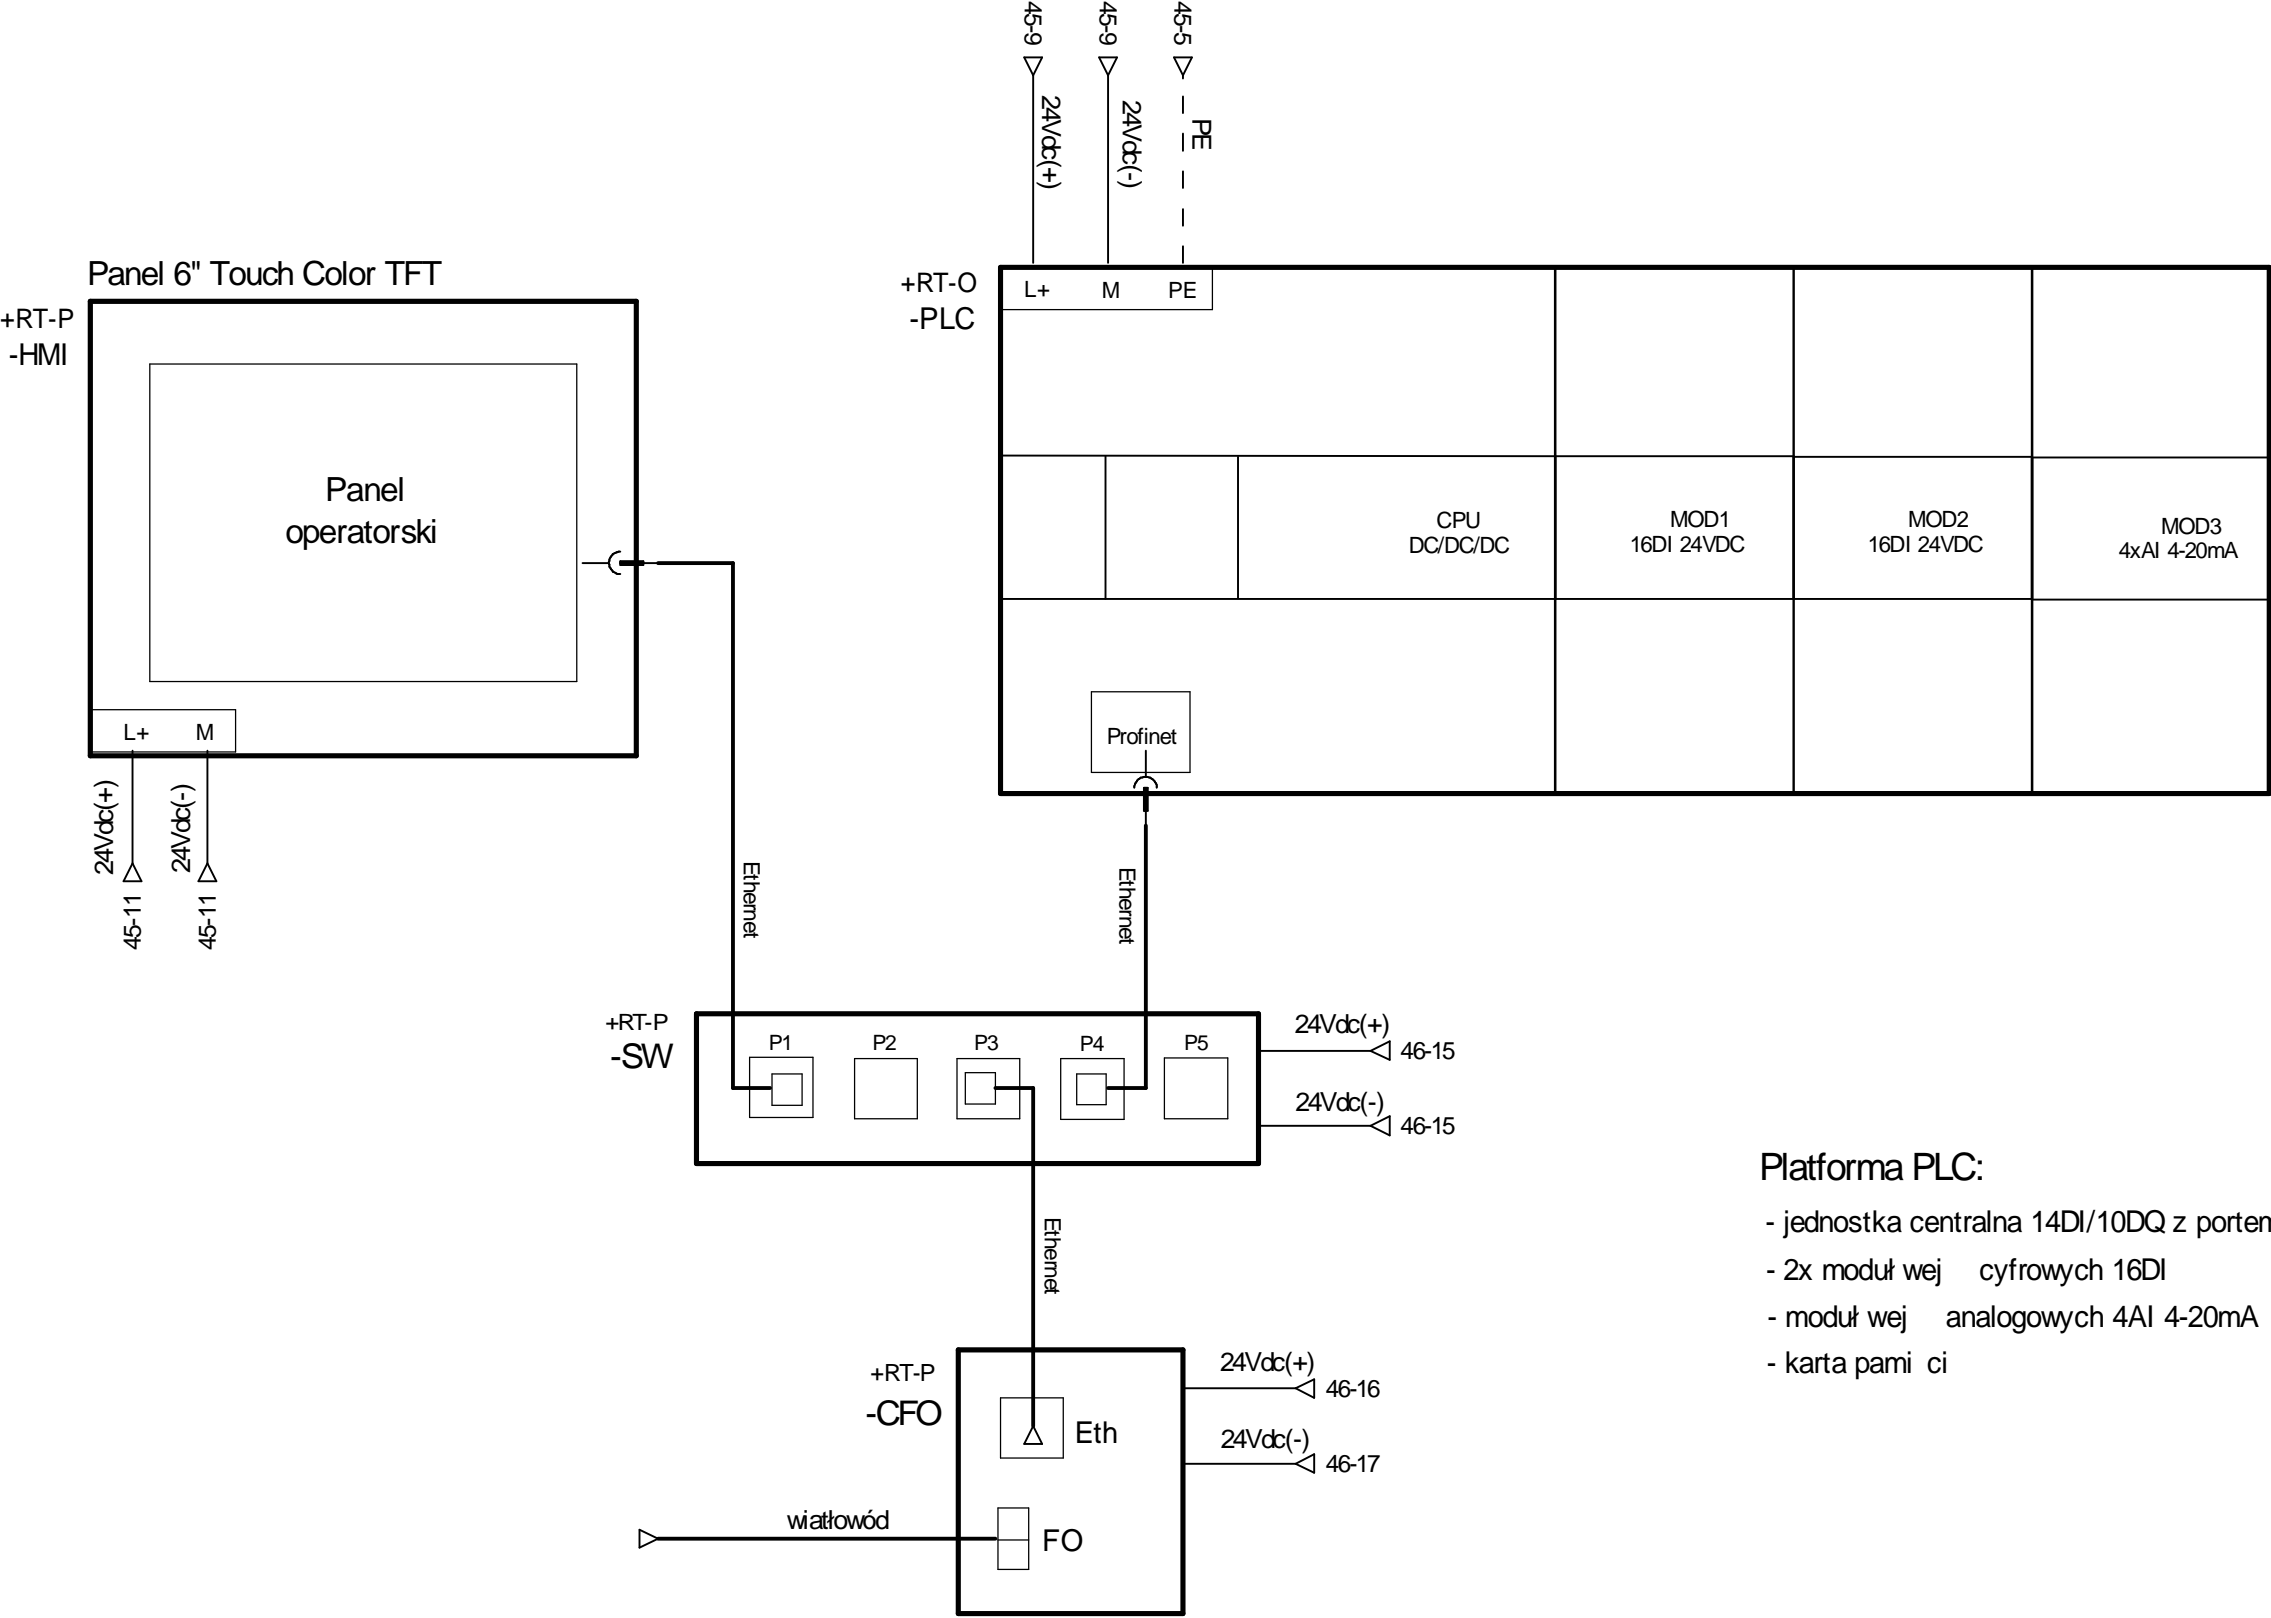 45-9
45-9
45-5
24Vdc(+)
24Vdc(-)
PE
Panel 6" Touch Color TFT
+RT-P
-HMI
Panel
operatorski
L+
M
24Vdc(+)
24Vdc(-)
45-11
45-11
+RT-O
-PLC
L+
M
PE
CPU
DC/DC/DC
MOD1
16DI 24VDC
MOD2
16DI 24VDC
MOD3
4xAI 4-20mA
Profinet
Ethernet
Ethernet
+RT-P
-SW
P1
P2
P3
P4
P5
24Vdc(+)
46-15
24Vdc(-)
46-15
Ethernet
+RT-P
-CFO
Eth
FO
24Vdc(+)
46-16
24Vdc(-)
46-17
wiatłowód
Platforma PLC:
- jednostka centralna 14DI/10DQ z
- 2x moduł wej cyfrowych 16DI
- moduł wej analogowych 4AI 4-20mA
- karta pami ci